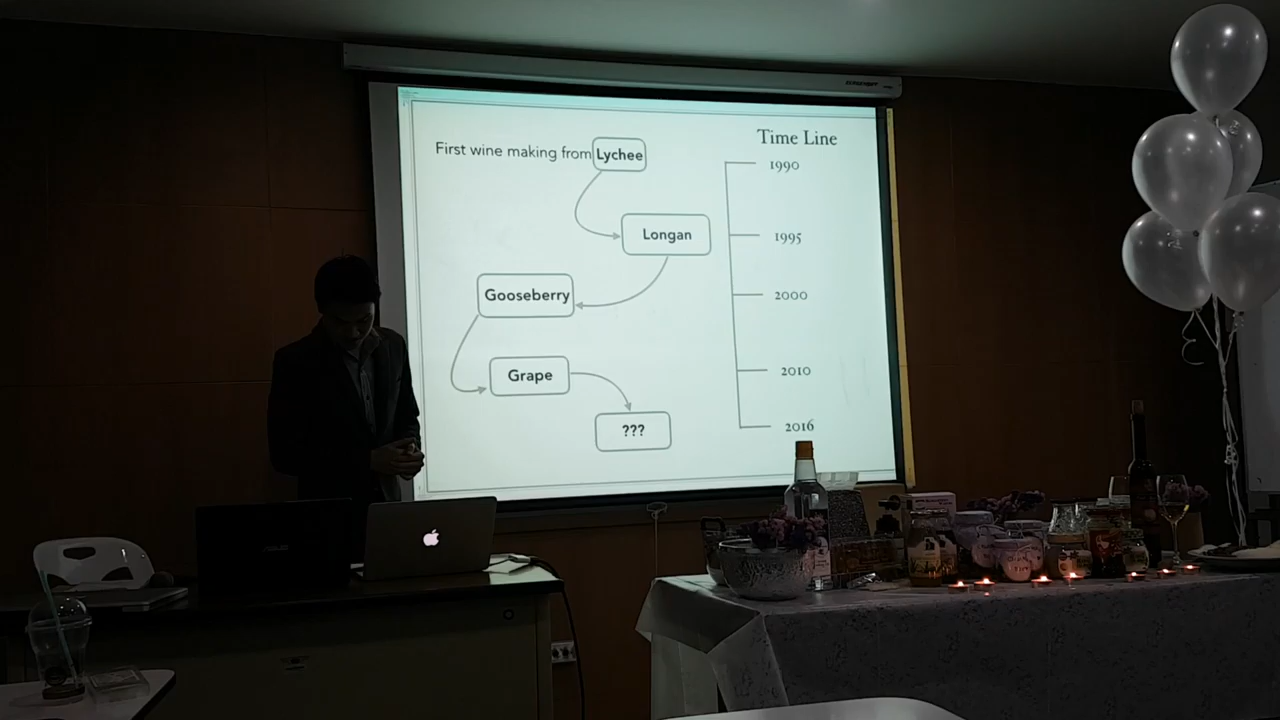 Time Line
First wine making from Lychee
1990
Longan
1995
Gooseberry
2000
Grape
2010
???
2016